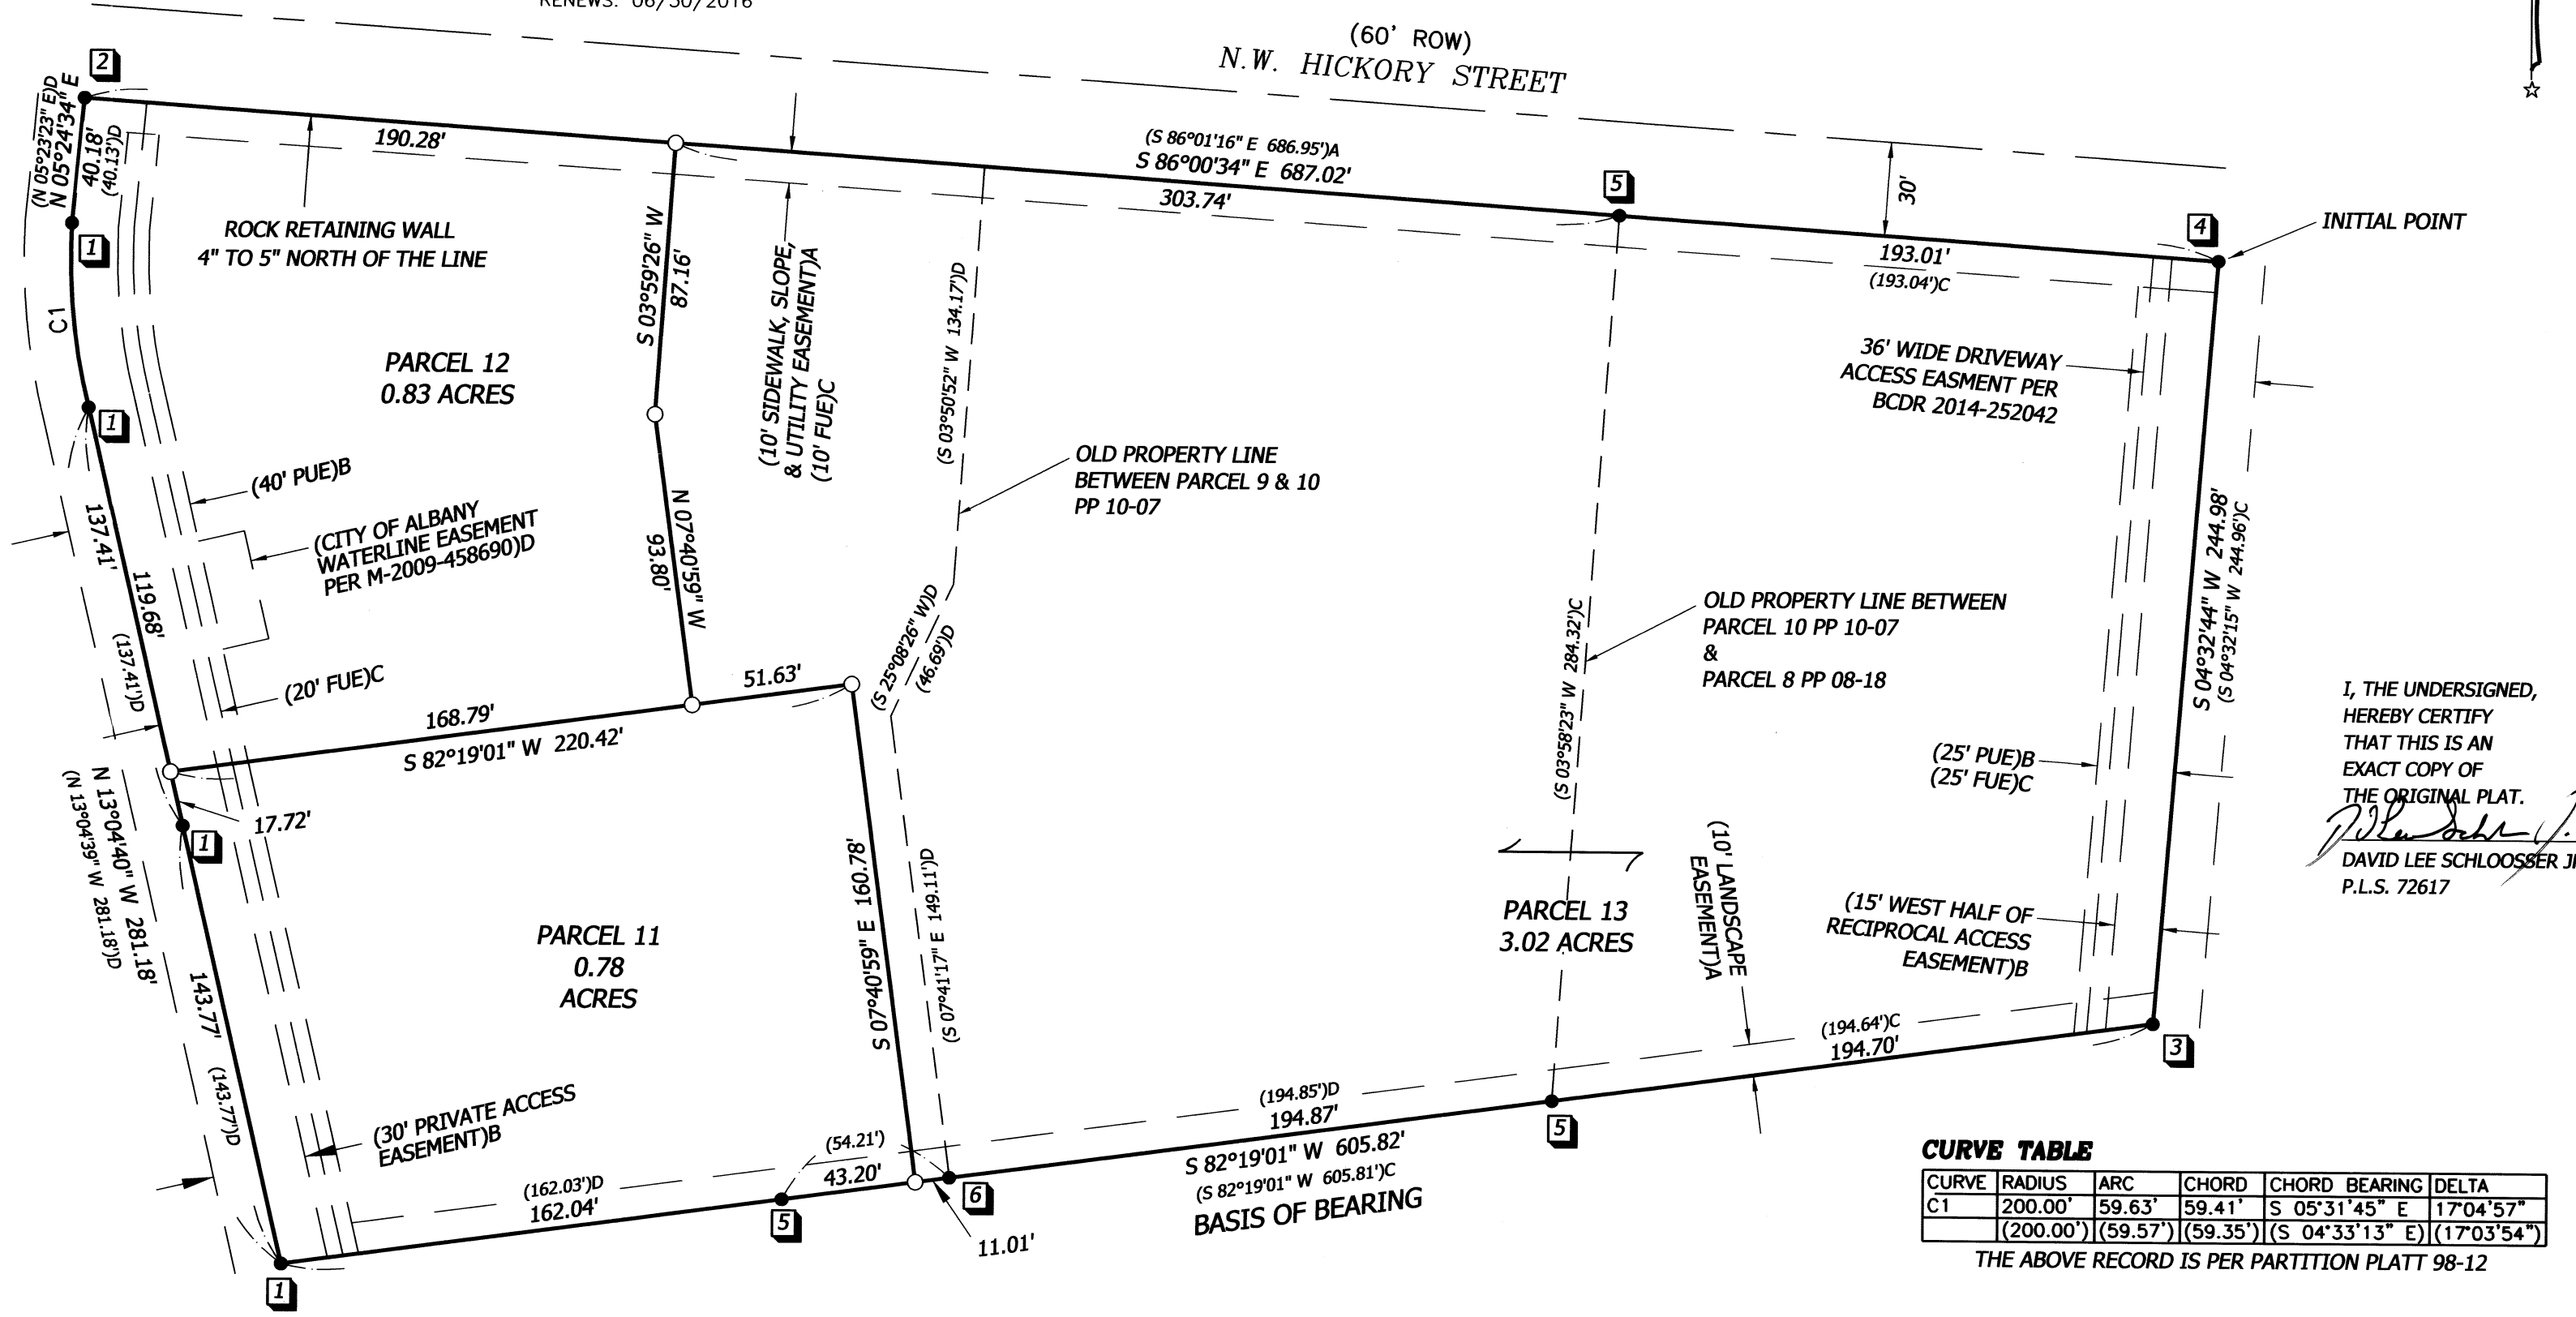 RENEWS: 06/30/2016
(60' ROW)
N.W. HICKORY STREET
2
(N 05°23'23" E)D
N 05°24'34" E
40.18'
(40.13')D
1
C1
1
190.28'
(S 86°01'16" E 686.95')A
S 86°00'34" E 687.02'
303.74'
5
30'
4
INITIAL POINT
193.01'
(193.04')C
ROCK RETAINING WALL
4" TO 5" NORTH OF THE LINE
S 03°59'26" W
87.16'
(10' SIDEWALK, SLOPE,
& UTILITY EASEMENT)A
(10' FUE)C
(S 03°50'52" W 134.17')D
PARCEL 12
0.83 ACRES
36' WIDE DRIVEWAY
ACCESS EASMENT PER
BCDR 2014-252042
OLD PROPERTY LINE
BETWEEN PARCEL 9 & 10
PP 10-07
(40' PUE)B
(CITY OF ALBANY
WATERLINE EASEMENT
PER M-2009-458690)D
137.41'
119.68'
(137.41')D
N 07°40'59" W
93.80'
(S 25°08'26" W)D
(46.69')D
(S 03°58'23" W 284.32')C
OLD PROPERTY LINE BETWEEN
PARCEL 10 PP 10-07
&
PARCEL 8 PP 08-18
S 04°32'44" W 244.98'
(S 04°32'15" W 244.96')C
(20' FUE)C
51.63'
168.79'
S 82°19'01" W 220.42'
I, THE UNDERSIGNED,
HEREBY CERTIFY
THAT THIS IS AN
EXACT COPY OF
THE ORIGINAL PLAT.
DAVID LEE SCHLOOSSER
P.L.S. 72617
(25' PUE)B
(25' FUE)C
17.72'
1
N 13°04'40" W 281.18'
(N 13°04'39" W 281.18')D
143.77'
(143.77')D
PARCEL 11
0.78
ACRES
S 07°40'59" E 160.78'
(S 07°41'17" E 149.11')D
PARCEL 13
3.02 ACRES
(10' LANDSCAPE
EASEMENT)A
(15' WEST HALF OF
RECIPROCAL ACCESS
EASEMENT)B
(194.64')C
194.70'
3
(30' PRIVATE ACCESS
EASEMENT)B
(54.21')
43.20'
(194.85')D
194.87'
5
S 82°19'01" W 605.82'
(S 82°19'01" W 605.81')C
BASIS OF BEARING
6
11.01'
(162.03')D
162.04'
5
1
CURVE TABLE
CURVE RADIUS ARC CHORD CHORD BEARING DELTA
C1 200.00' 59.63' 59.41' S 05°31'45" E 17°04'57"
(200.00') (59.57') (59.35') (S 04°33'13" E) (17°03'54")
THE ABOVE RECORD IS PER PARTITION PLATT 98-12